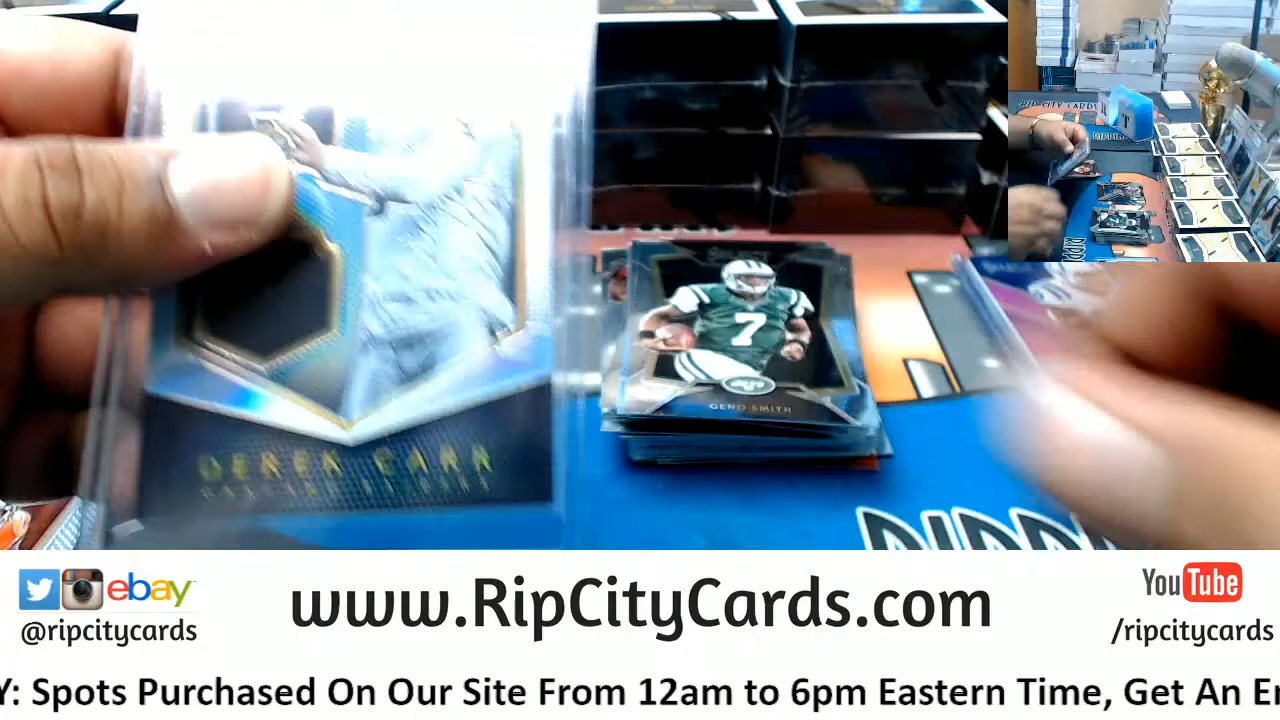 RIP CITY CARDS
RIPPIN
7
GENO SMITH
DEREK CARR
ebay
@ripcitycards
www.RipCityCards.com
YouTube
/ripcitycards
Y: Spots Purchased On Our Site From 12am to 6pm Eastern Time, Get An